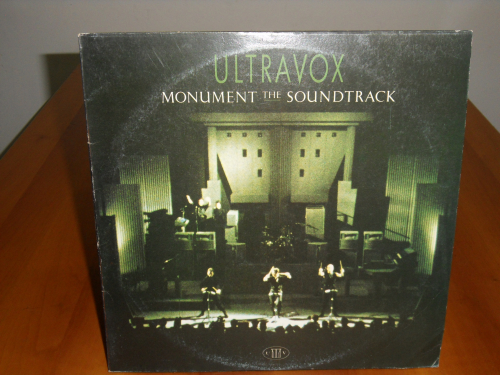 ULTRAVOX
MONUMENT THE SOUNDTRACK